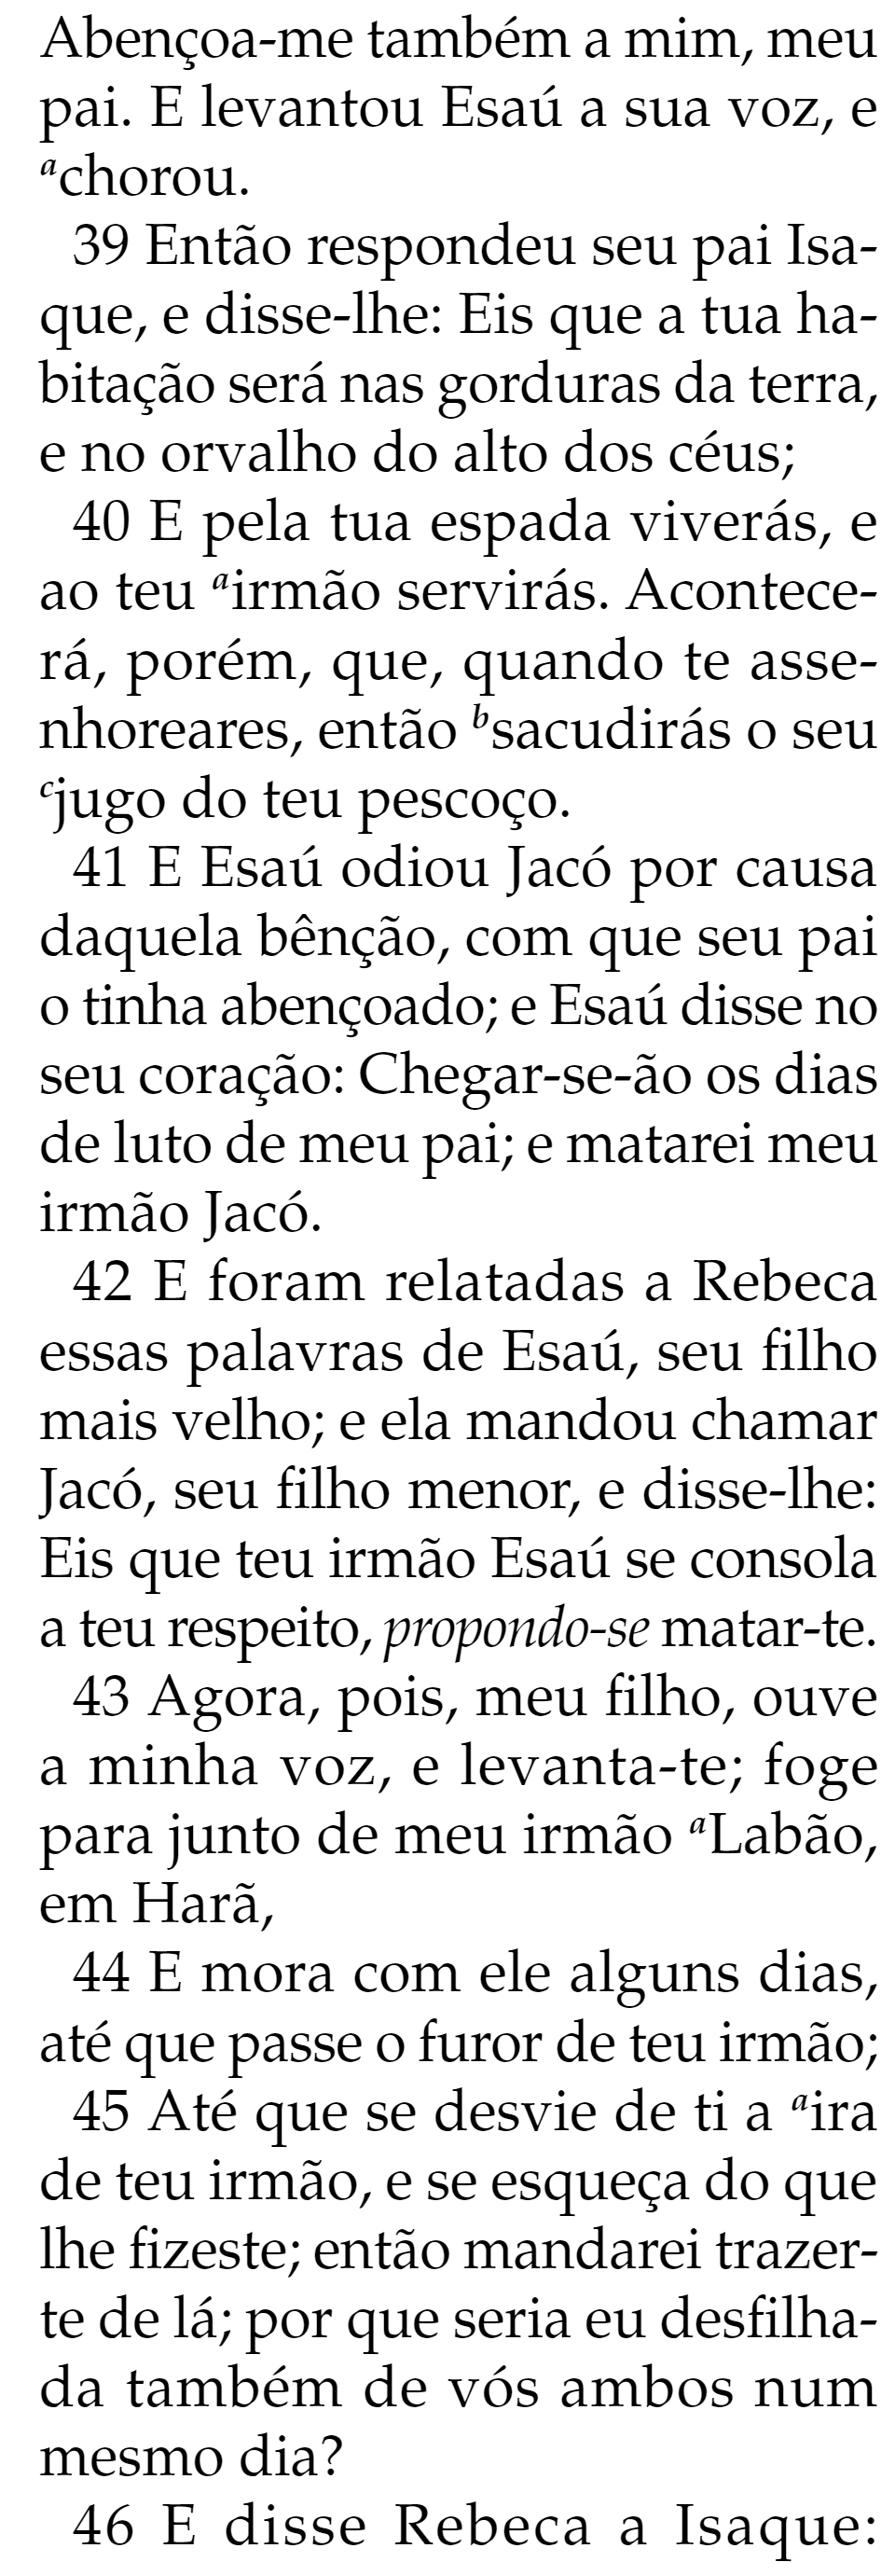 Abençoa-me também a mim, meu
pai. E levantou Esaú a sua voz, e
achorou.
39 Então respondeu seu pai Isa-
que, e disse-lhe: Eis que a tua ha-
bitação será nas gorduras da terra,
e no orvalho do alto dos céus;
40 E pela tua espada viverás, e
ao teu airmão servirás. Acontece-
rá, porém, que, quando te asse-
nhoreares, então bsacudirás o seu
cjugo do teu pescoço.
41 E Esaú odiou Jacó por causa
daquela bênção, com que seu pai
o tinha abençoado; e Esaú disse no
seu coração: Chegar-se-ão os dias
de luto de meu pai; e matarei meu
irmão Jacó.
42 E foram relatadas a Rebeca
essas palavras de Esaú, seu filho
mais velho; e ela mandou chamar
Jacó, seu filho menor, e disse-lhe:
Eis que teu irmão Esaú se consola
a teu respeito, propondo-se matar-te.
43 Agora, pois, meu filho, ouve
a minha voz, e levanta-te; foge
para junto de meu irmão aLabão,
em Harã,
44 E mora com ele alguns dias,
até que passe o furor de teu irmão;
45 Até que se desvie de ti a aira
de teu irmão, e se esqueça do que
lhe fizeste; então mandarei trazer-
te de lá; por que seria eu desfilha-
da também de vós ambos num
mesmo dia?
46 E disse Rebeca a Isaque: